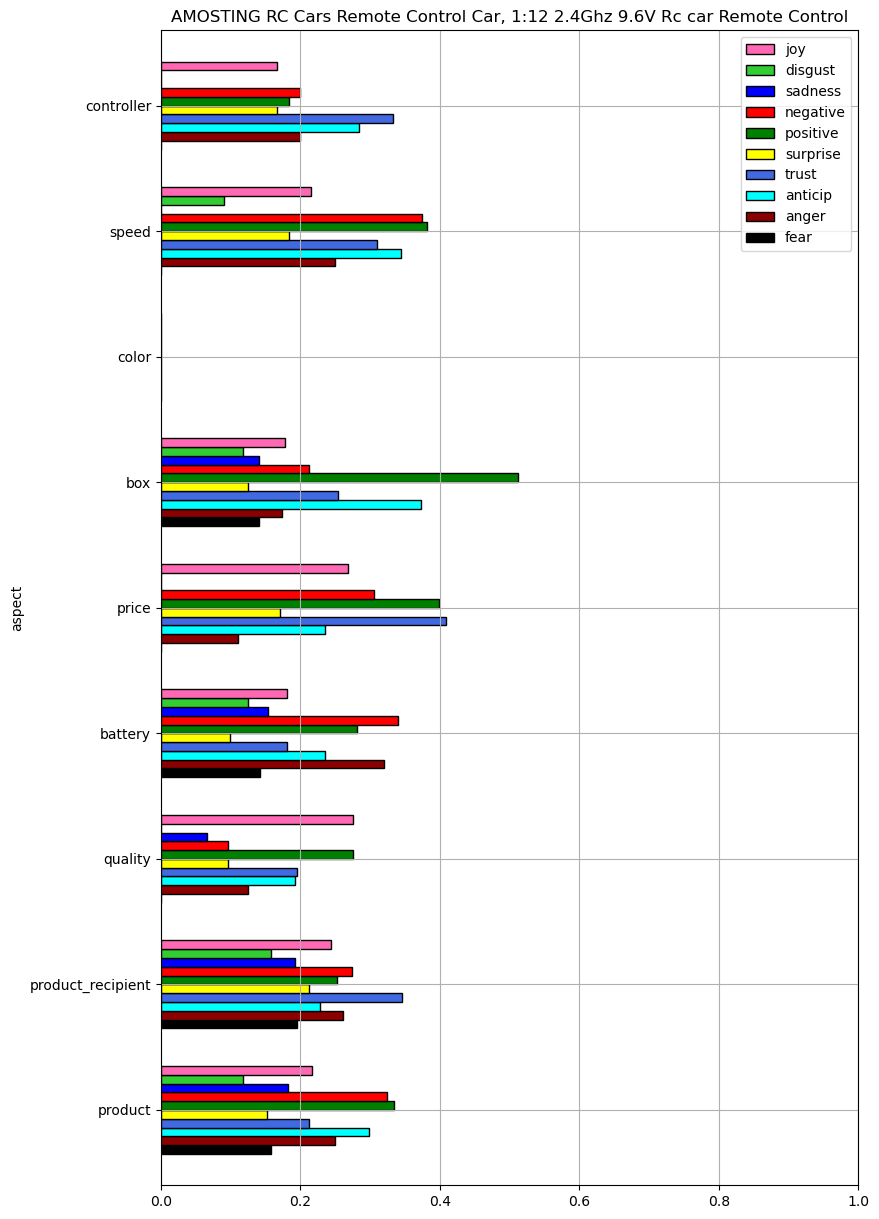 AMOSTING RC Cars Remote Control Car, 1:12 2.4Ghz 9.6V Rc car Remote Control
joy
disgust
sadness
negative
positive
surprise
trust
anticip
anger
fear
controller
speed
color
box
price
battery
quality
product_recipient
product
aspect
0.0 0.2 0.4 0.6 0.8 1.0